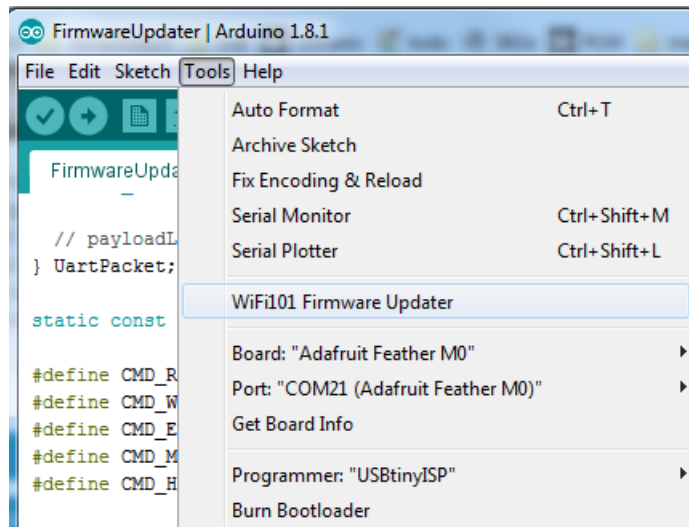 FirmwareUpdater | Arduino 1.8.1
File Edit Sketch Tools Help
FirmwareUpda
// payloadL
} UartPacket;
static const
#define CMD_R
#define CMD_W
#define CMD_E
#define CMD_M
#define CMD_H
Auto Format Ctrl+T
Archive Sketch
Fix Encoding & Reload
Serial Monitor Ctrl+Shift+M
Serial Plotter Ctrl+Shift+L
WiFi101 Firmware Updater
Board: "Adafruit Feather M0"
Port: "COM21 (Adafruit Feather M0)"
Get Board Info
Programmer: "USBtinyISP"
Burn Bootloader